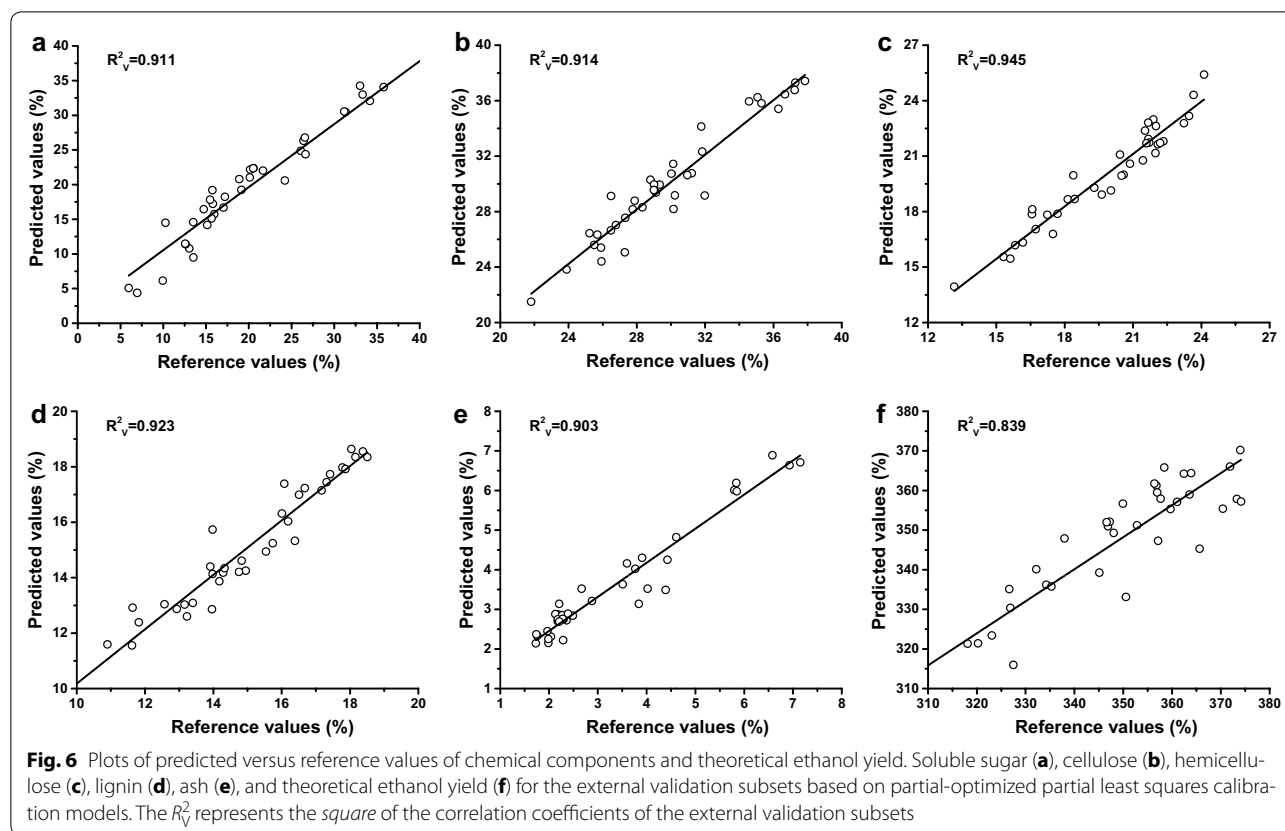 a
R²V=0.911
40
35
30
25
20
15
10
5
0
Predicted values (%)
0 5 10 15 20 25 30 35 40
Reference values (%)
b
R²V=0.914
40
36
32
28
24
20
Predicted values (%)
20 24 28 32 36 40
Reference values (%)
c
R²V=0.945
27
24
21
18
15
12
Predicted values (%)
12 15 18 21 24 27
Reference values (%)
d
R²V=0.923
20
18
16
14
12
10
Predicted values (%)
10 12 14 16 18 20
Reference values (%)
e
R²V=0.903
8
7
6
5
4
3
2
1
Predicted values (%)
1 2 3 4 5 6 7 8
Reference values (%)
f
R²V=0.839
380
370
360
350
340
330
320
310
Predicted values (%)
310 320 330 340 350 360 370 380
Reference values (%)
Fig. 6 Plots of predicted versus reference values of chemical components and theoretical ethanol yield. Soluble sugar (a), cellulose (b), hemicellu-
lose (c), lignin (d), ash (e), and theoretical ethanol yield (f) for the external validation subsets based on partial-optimized partial least squares calibra-
tion models. The R²V represents the square of the correlation coefficients of the external validation subsets